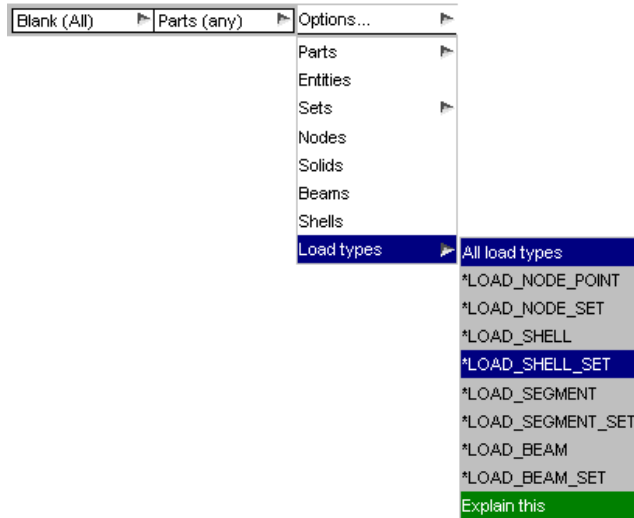 Blank (All) Parts (any) Options...
Parts
Entities
Sets
Nodes
Solids
Beams
Shells
Load types All load types
*LOAD_NODE_POINT
*LOAD_NODE_SET
*LOAD_SHELL
*LOAD_SHELL_SET
*LOAD_SEGMENT
*LOAD_SEGMENT_SET
*LOAD_BEAM
*LOAD_BEAM_SET
Explain this